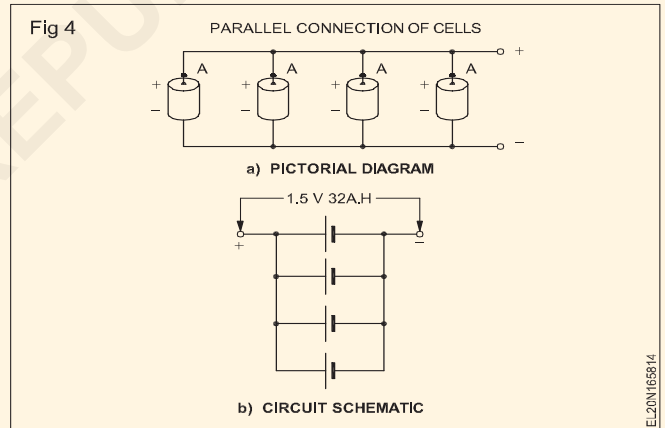 Fig 4
PARALLEL CONNECTION OF CELLS
+
A A A A
+ + + +
– – – –
–
a) PICTORIAL DIAGRAM
1.5 V 32A.H
+ –
b) CIRCUIT SCHEMATIC
EL20N165814